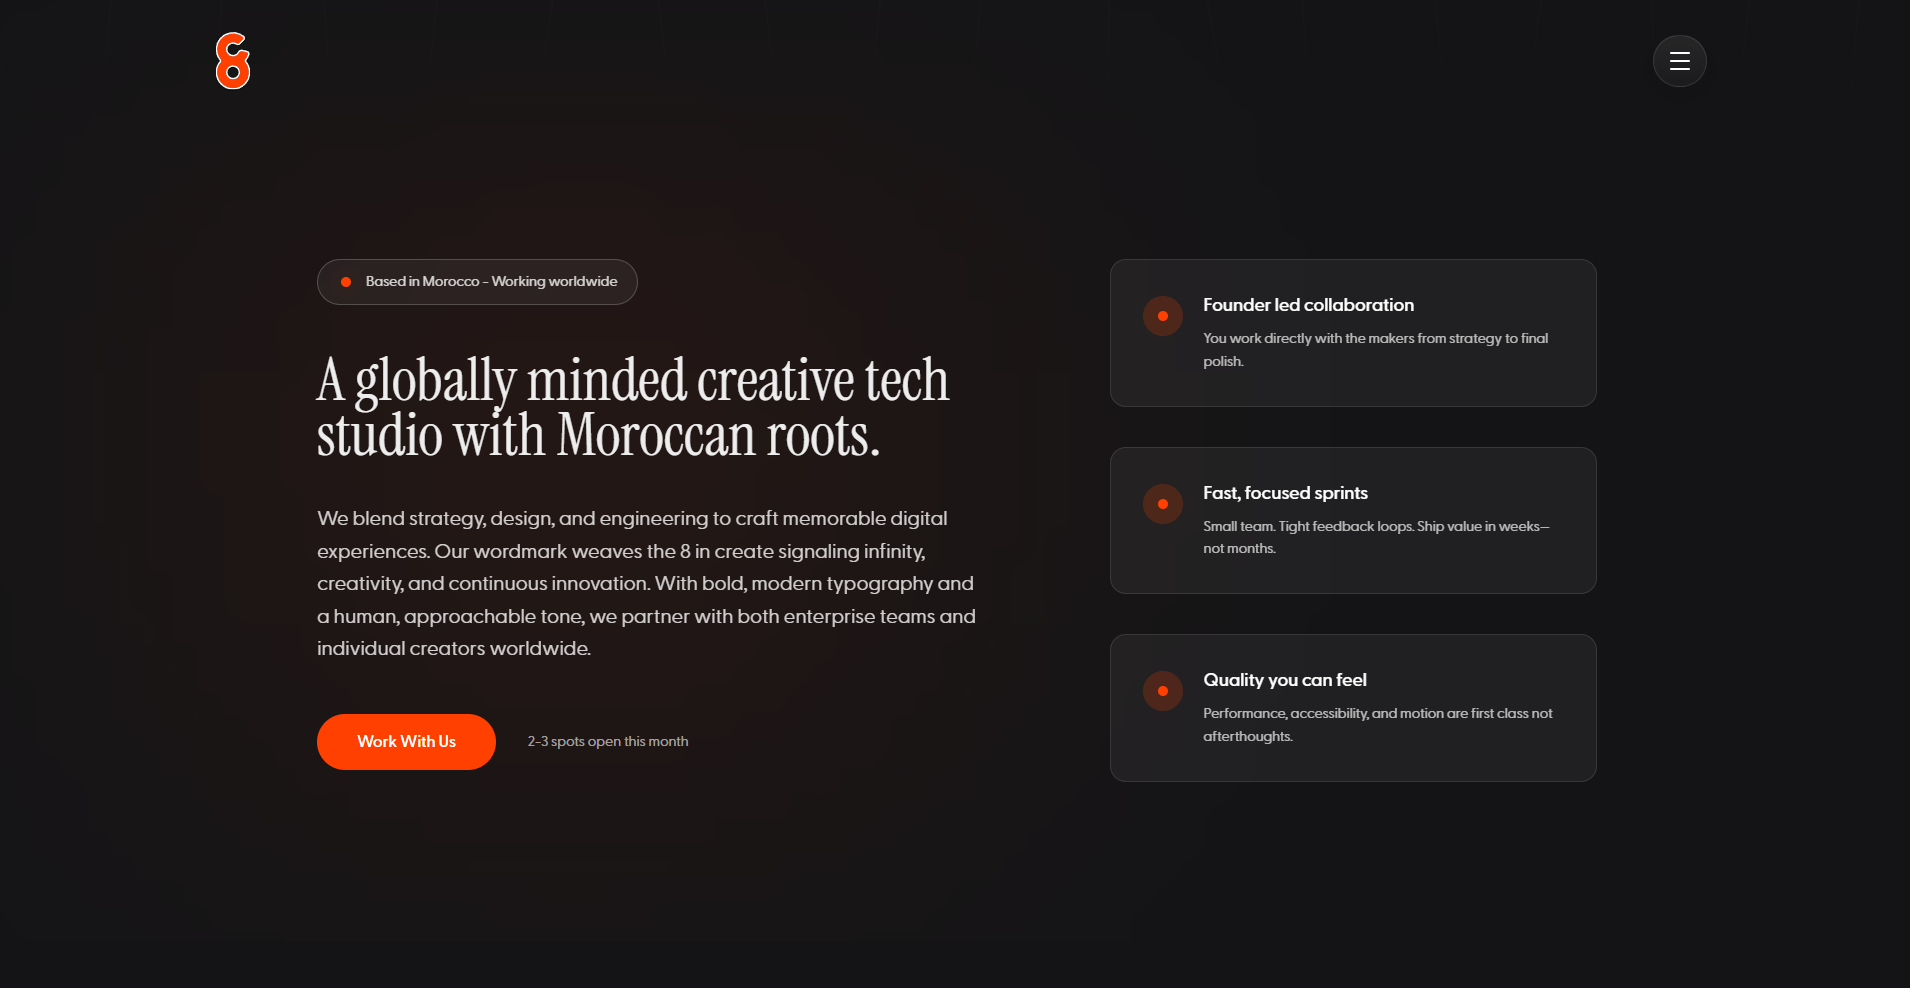 Based in Morocco - Working worldwide
A globally minded creative tech
studio with Moroccan roots.
We blend strategy, design, and engineering to craft memorable digital
experiences. Our wordmark weaves the 8 in create signaling infinity,
creativity, and continuous innovation. With bold, modern typography and
a human, approachable tone, we partner with both enterprise teams and
individual creators worldwide.
Work With Us
2-3 spots open this month
Founder led collaboration
You work directly with the makers from strategy to final
polish.
Fast, focused sprints
Small team. Tight feedback loops. Ship value in weeks—
not months.
Quality you can feel
Performance, accessibility, and motion are first class not
afterthoughts.